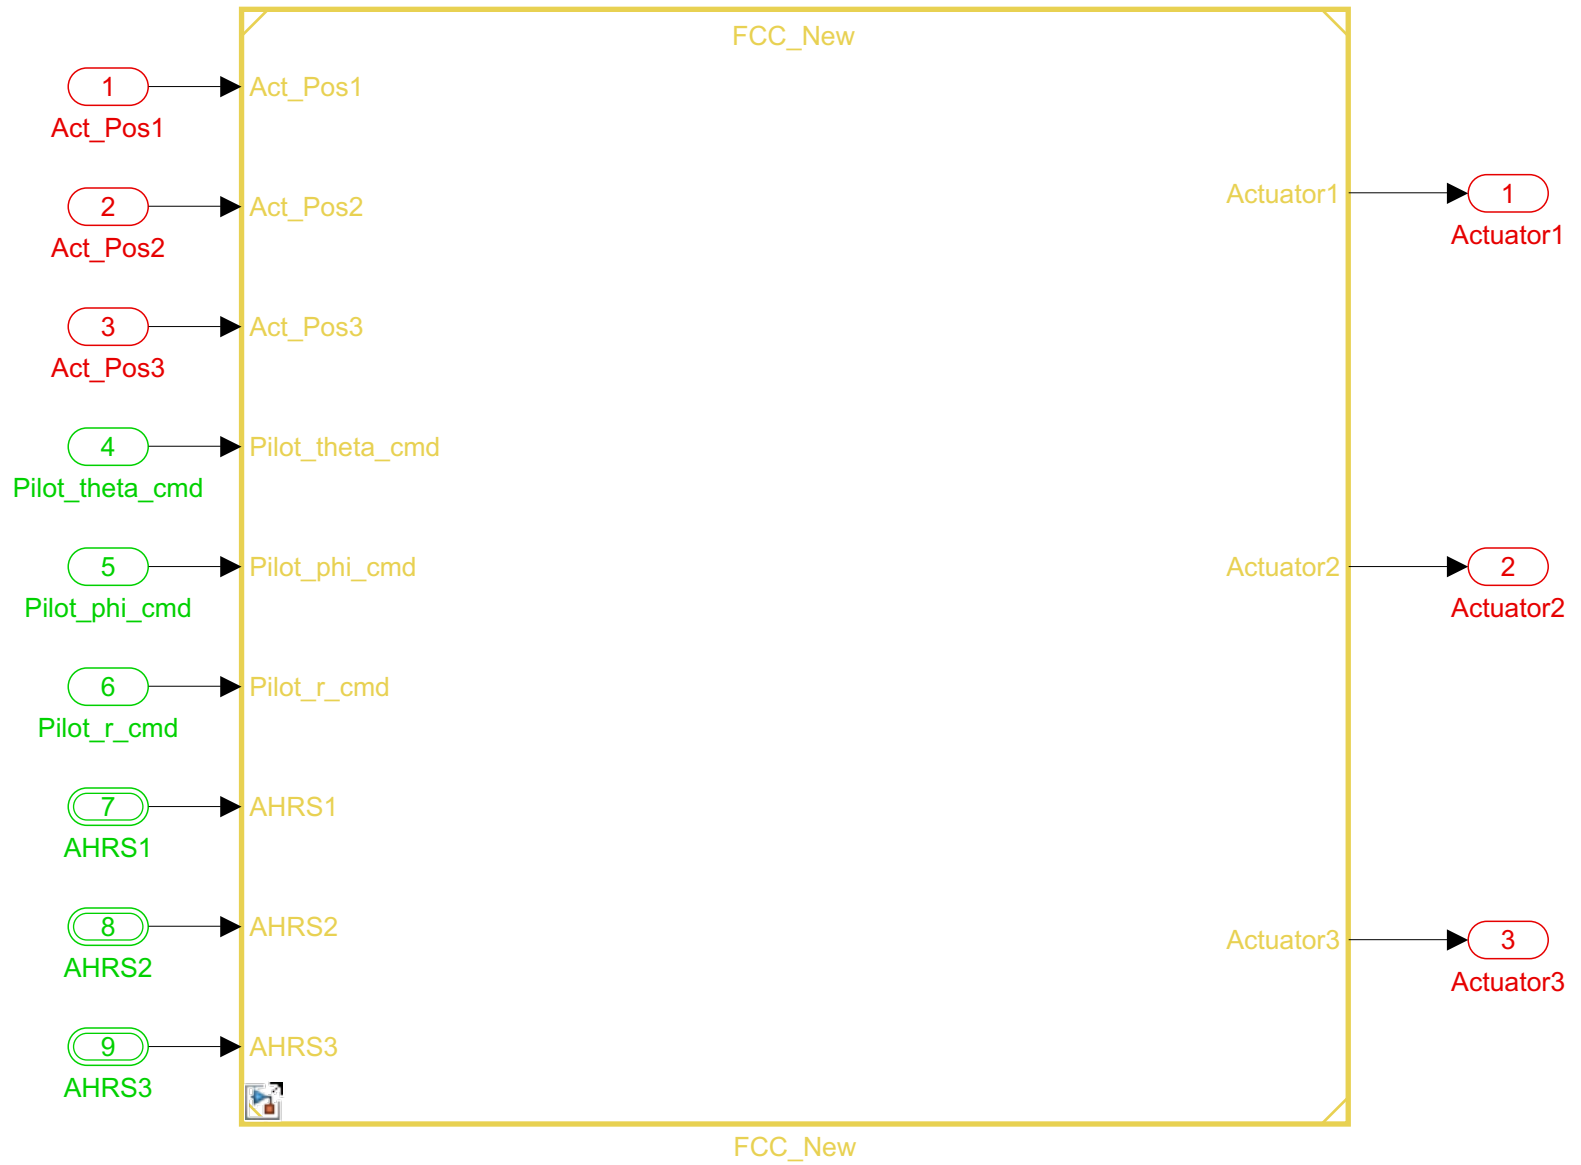 FCC_New
1
Act_Pos1
Act_Pos1
2
Act_Pos2
Act_Pos2
3
Act_Pos3
Act_Pos3
4
Pilot_theta_cmd
Pilot_theta_cmd
5
Pilot_phi_cmd
Pilot_phi_cmd
6
Pilot_r_cmd
Pilot_r_cmd
7
AHRS1
AHRS1
8
AHRS2
AHRS2
9
AHRS3
AHRS3
Actuator1
1
Actuator1
Actuator2
2
Actuator2
Actuator3
3
Actuator3
FCC_New